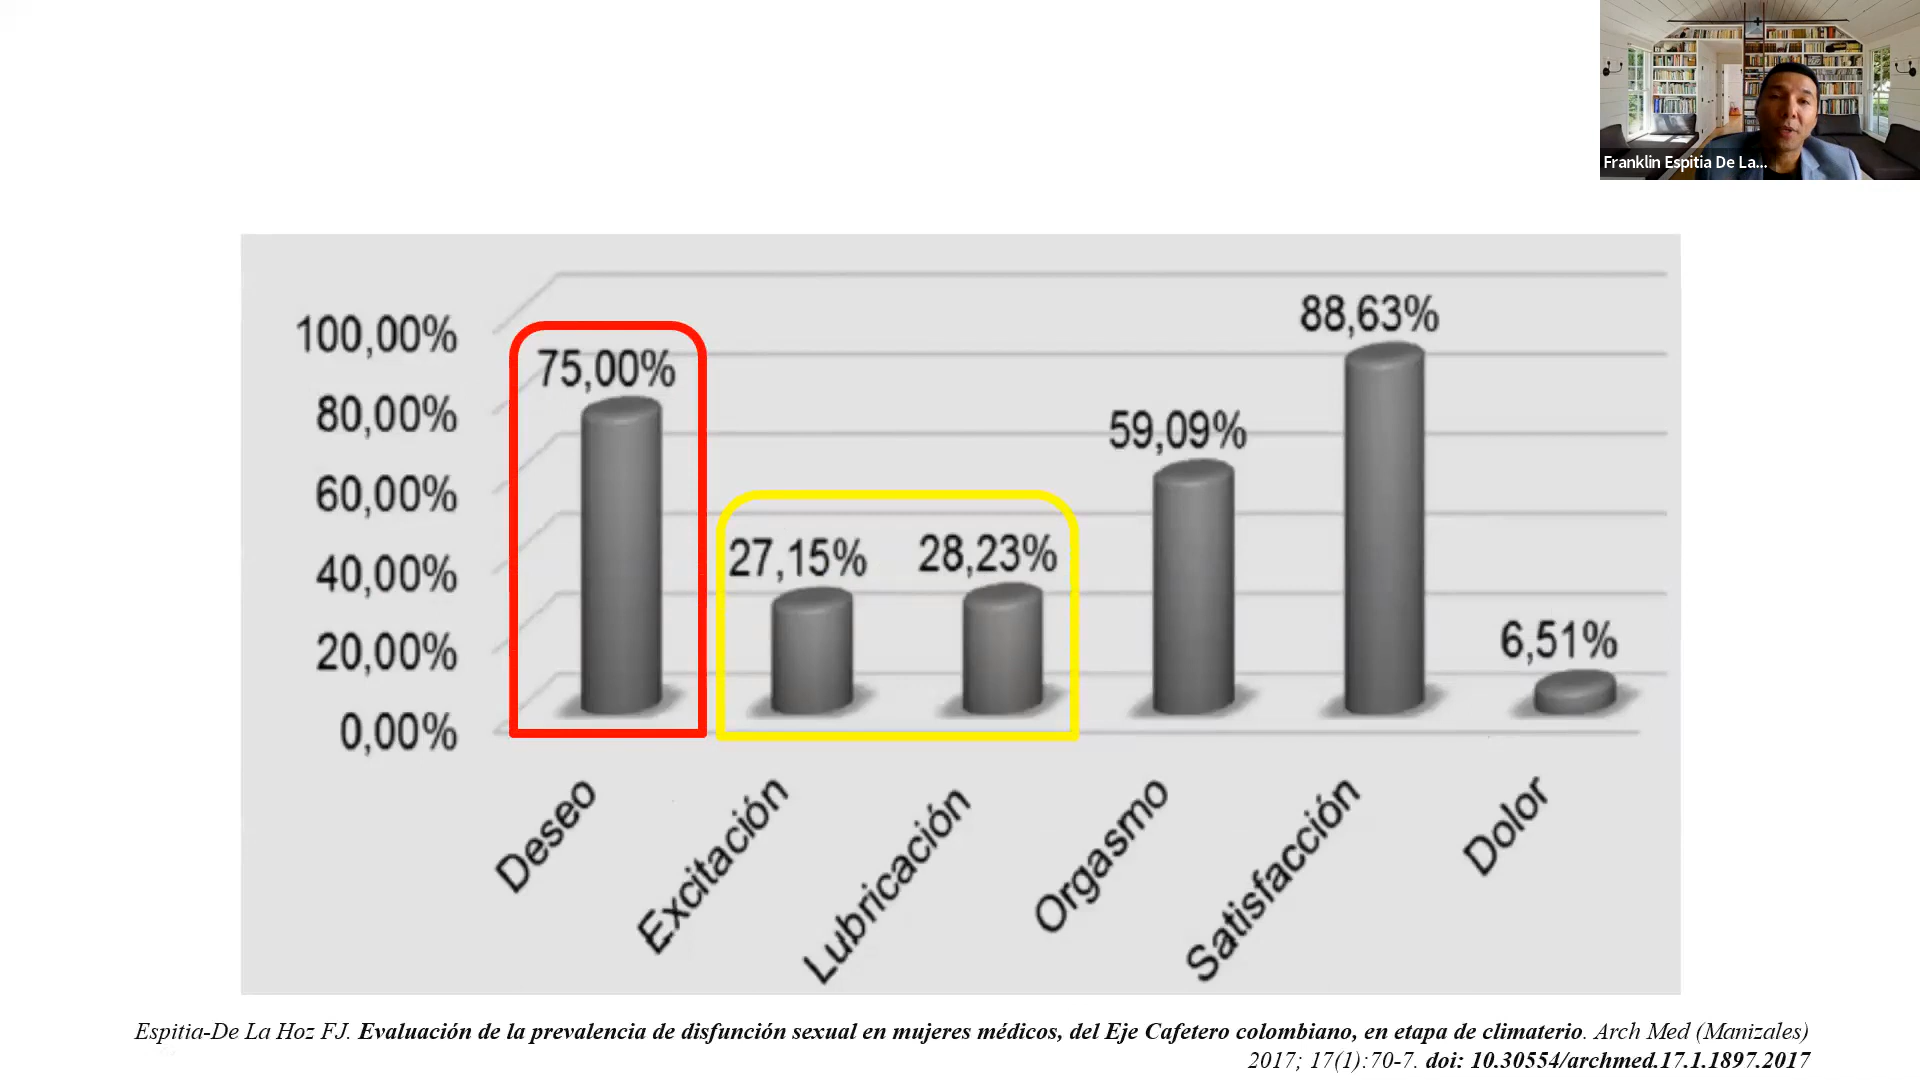 Franklin Espitia De La...
100,00%
80,00%
60,00%
40,00%
20,00%
0,00%
75,00%
27,15%
28,23%
59,09%
88,63%
6,51%
Deseo
Excitación
Lubricación
Orgasmo
Satisfacción
Dolor
Espitia-De La Hoz FJ. Evaluación de la prevalencia de disfunción sexual en mujeres médicos, del Eje Cafetero colombiano, en etapa de climaterio. Arch Med (Manizales)
2017; 17(1):70-7. doi: 10.30554/archmed.17.1.1897.2017